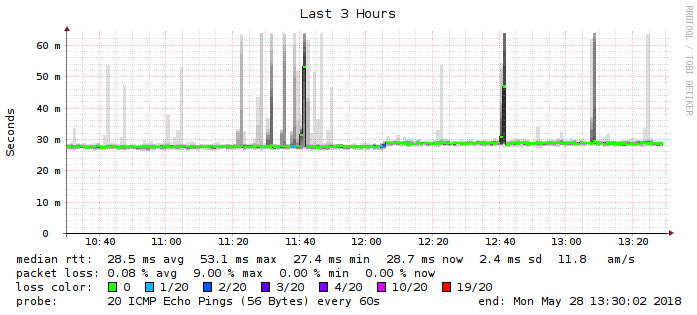 Last 3 Hours
RRDTOOL / TOBI OETIKER
Seconds
60 m
50 m
40 m
30 m
20 m
10 m
0
10:40 11:00 11:20 11:40 12:00 12:20 12:40 13:00 13:20
median rtt: 28.5 ms avg 53.1 ms max 27.4 ms min 28.7 ms now 2.4 ms sd 11.8 am/s
packet loss: 0.08 % avg 9.00 % max 0.00 % min 0.00 % now
loss color: 0 1/20 2/20 3/20 4/20 10/20 19/20
probe: 20 ICMP Echo Pings (56 Bytes) every 60s end: Mon May 28 13:30:02 2018